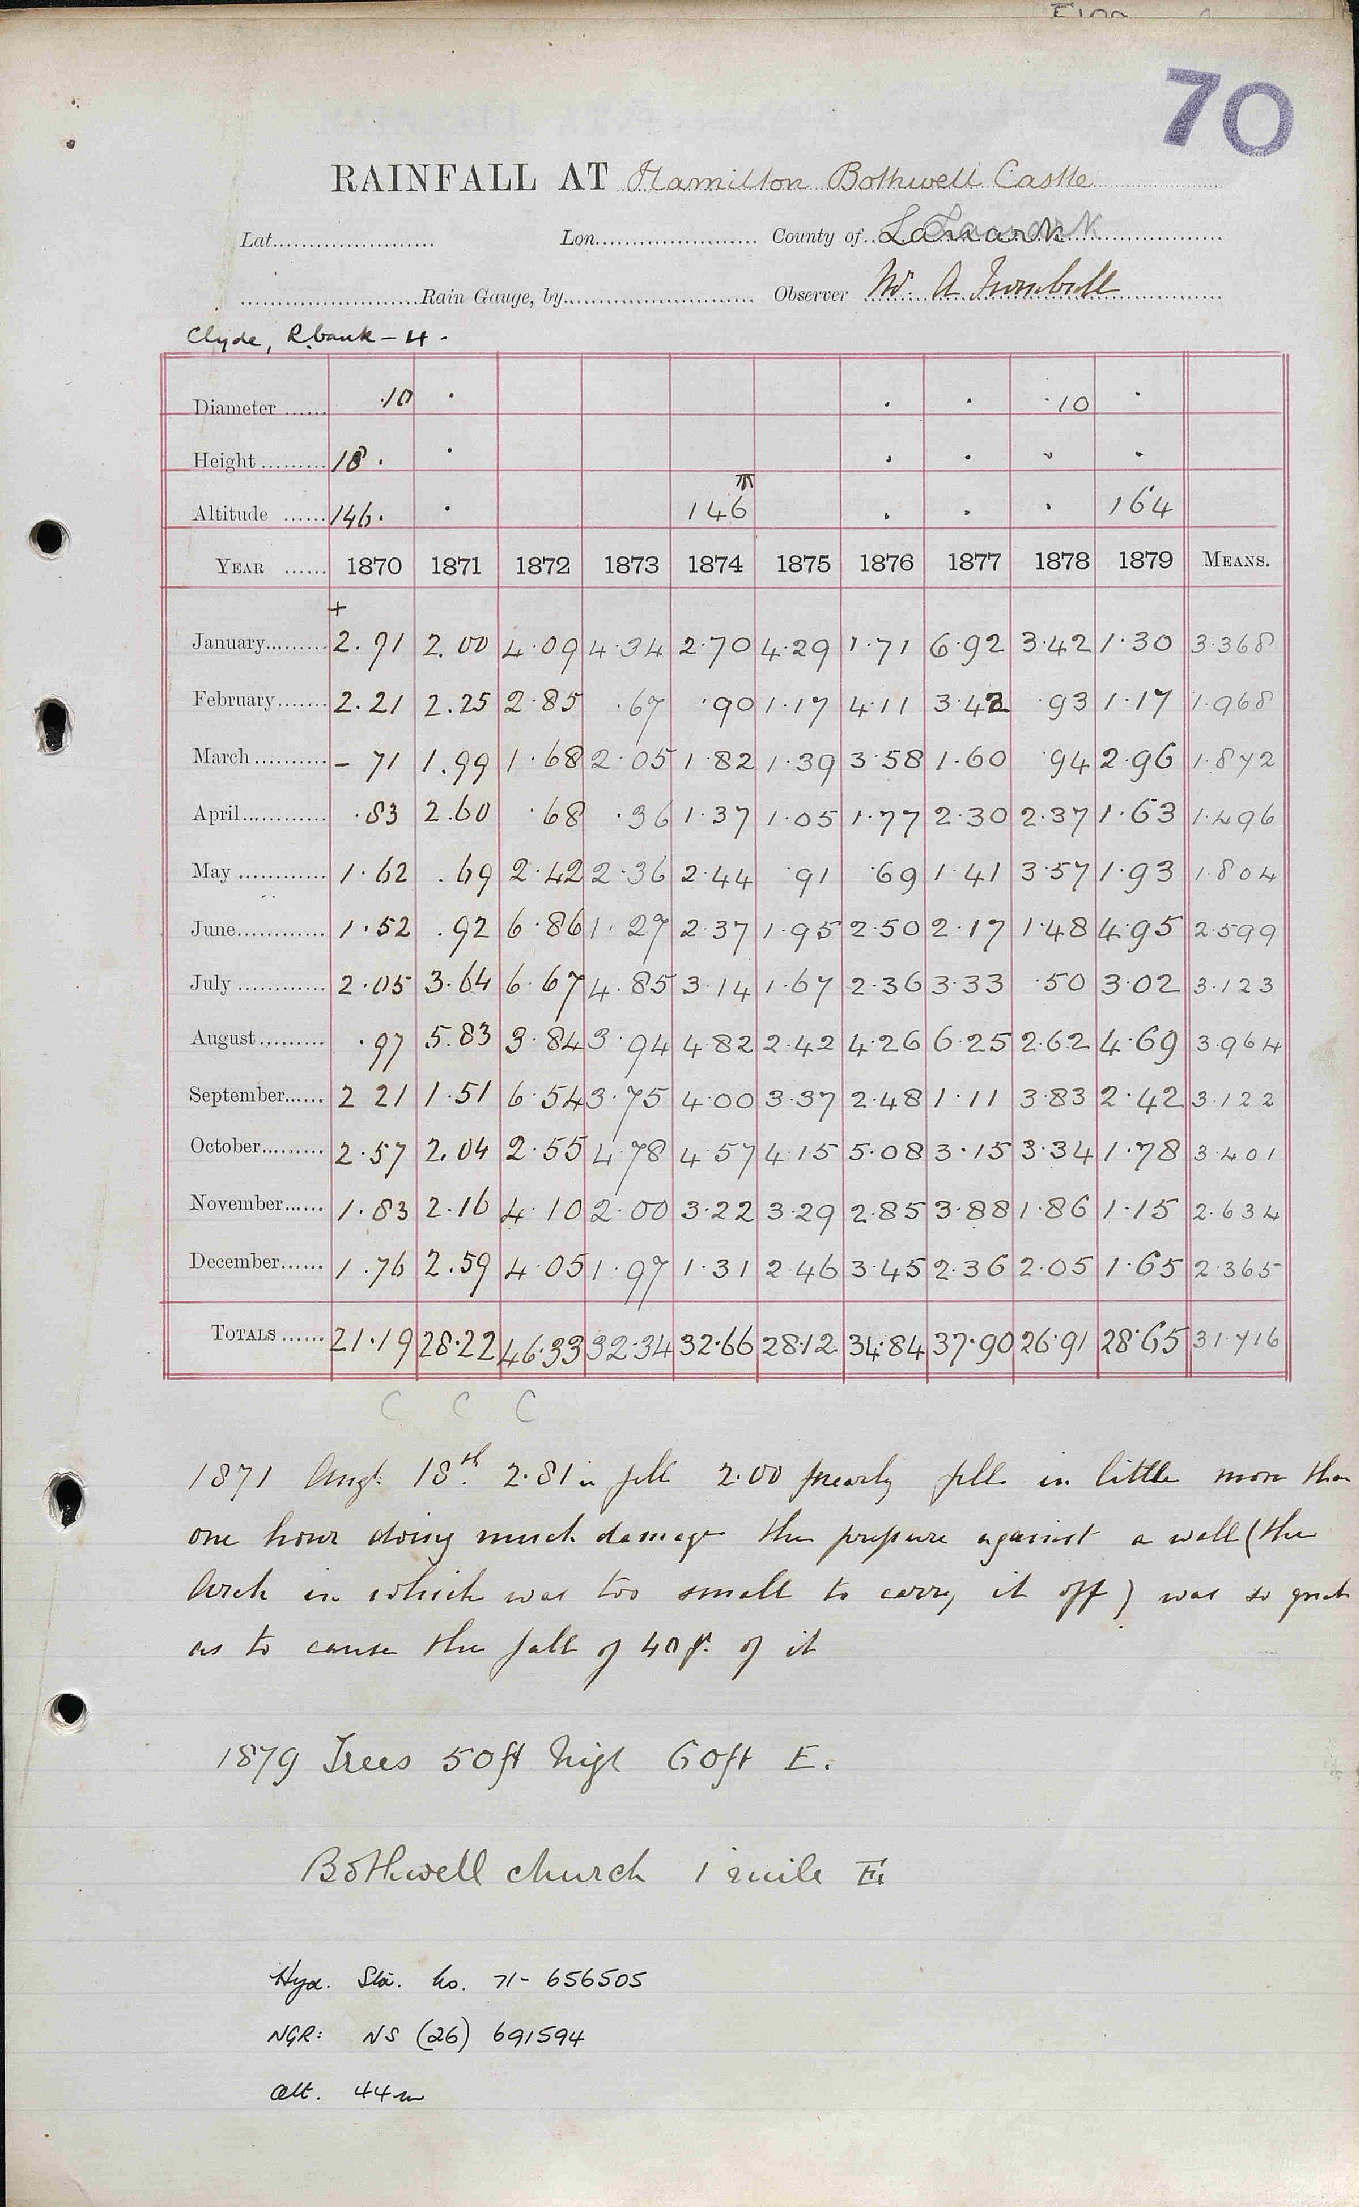 70
RAINFALL AT Hamilton Bothwell Castle
Lat. Lon. County of Lanark
Rain Gauge, by Observer Mr. A Turnbull
Clyde, R.bank - 4.
Diameter ...... .10 . . . .10 .
Height ......... 18 . . . . . .
Altitude ...... 146. . 146 . . . 164
YEAR ...... 1870 1871 1872 1873 1874 1875 1876 1877 1878 1879 MEANS.
+
January......... 2.91 2.00 4.09 4.34 2.70 4.29 1.71 6.92 3.42 1.30 3.368
February........ 2.21 2.25 2.85 .67 .90 1.17 4.11 3.42 .93 1.17 1.968
March .......... - 71 1.99 1.68 2.05 1.82 1.39 3.58 1.60 .94 2.96 1.872
April............ .83 2.60 .68 .36 1.37 1.05 1.77 2.30 2.37 1.63 1.496
May ............ 1.62 .69 2.42 2.36 2.44 .91 .69 1.41 3.57 1.93 1.804
June............ 1.52 .92 6.86 1.27 2.37 1.95 2.50 2.17 1.48 4.95 2.599
July ............ 2.05 3.64 6.67 4.85 3.14 1.67 2.36 3.33 .50 3.02 3.123
August.......... .97 5.83 3.84 3.94 4.82 2.42 4.26 6.25 2.62 4.69 3.964
September...... 2 21 1.51 6.54 3.75 4.00 3.37 2.48 1.11 3.83 2.42 3.122
October......... 2.57 2.04 2.55 4.78 4.57 4.15 5.08 3.15 3.34 1.78 3.401
November...... 1.83 2.16 4.10 2.00 3.22 3.29 2.85 3.88 1.86 1.15 2.634
December...... 1.76 2.59 4.05 1.97 1.31 2.46 3.45 2.36 2.05 1.65 2.365
TOTALS ...... 21.19 28.22 46.33 32.34 32.66 28.12 34.84 37.90 26.91 28.65 31.716
C C C
1871 Augt 18th 2.81 in fell 2.00 nearly fell in little more than
one hour doing much damage the pressure against a wall (the
Arch in which was too small to carry it off) was so great
as to cause the fall of 40 ft. of it
1879 Trees 50ft high 60ft E.
Bothwell church 1 mile E
Hyd. Sta. No. 71- 656505
NGR: NS (26) 691594
Alt. 44m